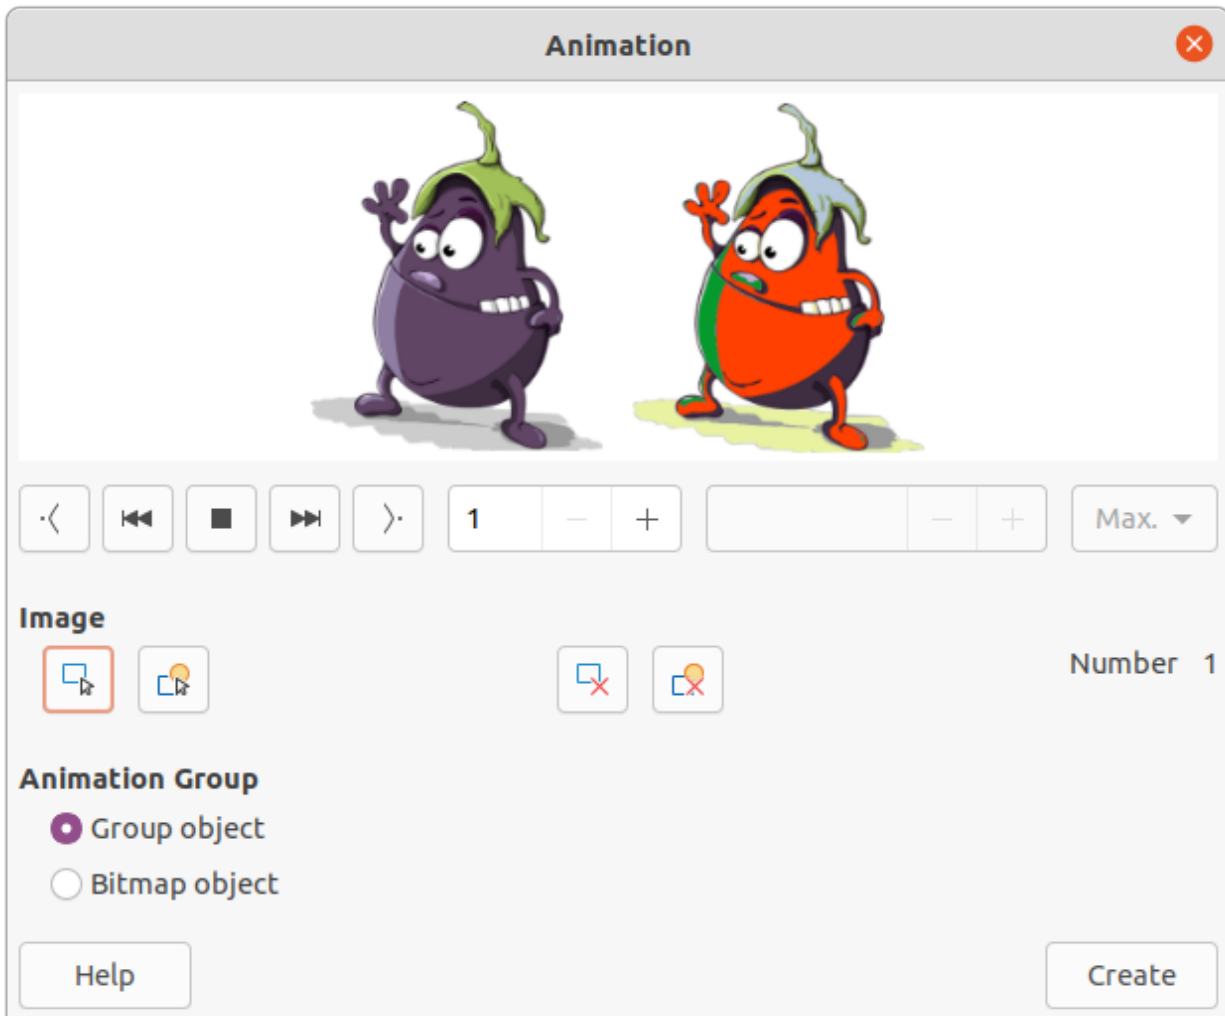 Animation
1
Max.
Image
Number 1
Animation Group
Group object
Bitmap object
Help
Create